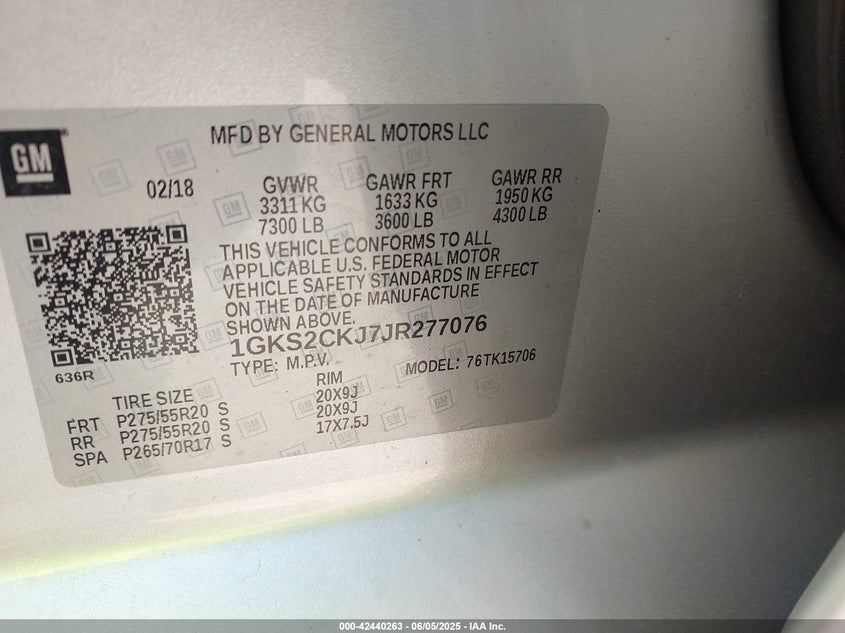 GM
MFD BY GENERAL MOTORS LLC
02/18
GVWR GAWR FRT GAWR RR
3311 KG 1633 KG 1950 KG
7300 LB 3600 LB 4300 LB
THIS VEHICLE CONFORMS TO ALL
APPLICABLE U.S. FEDERAL MOTOR
VEHICLE SAFETY STANDARDS IN EFFECT
ON THE DATE OF MANUFACTURE
SHOWN ABOVE.
1GKS2CKJ7JR277076
TYPE: M.P.V. MODEL: 76TK15706
636R
TIRE SIZE RIM
FRT P275/55R20 S 20X9J
RR P275/55R20 S 20X9J
SPA P265/70R17 S 17X7.5J
000-42440263 - 06/05/2025 - IAA Inc.